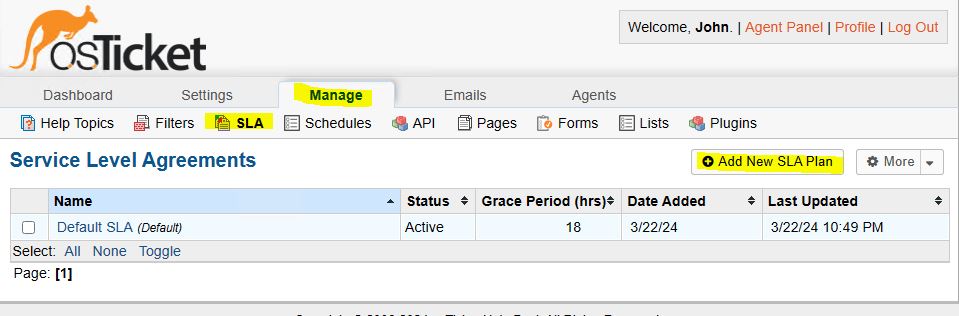 osTicket
Welcome, John. | Agent Panel | Profile | Log Out
Dashboard Settings Manage Emails Agents
Help Topics Filters SLA Schedules API Pages Forms Lists Plugins
Service Level Agreements
Add New SLA Plan More
Name Status Grace Period (hrs) Date Added Last Updated
Default SLA (Default) Active 18 3/22/24 3/22/24 10:49 PM
Select: All None Toggle
Page: [1]